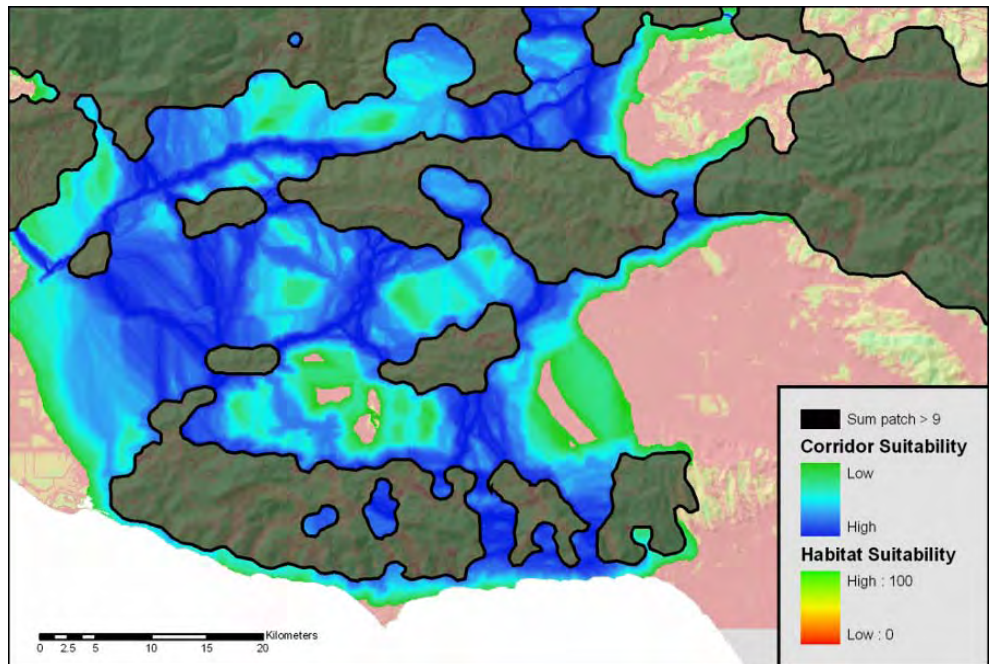 Sum patch > 9
Corridor Suitability
Low
High
Habitat Suitability
High : 100
Low : 0
Kilometers
0 2.5 5 10 15 20